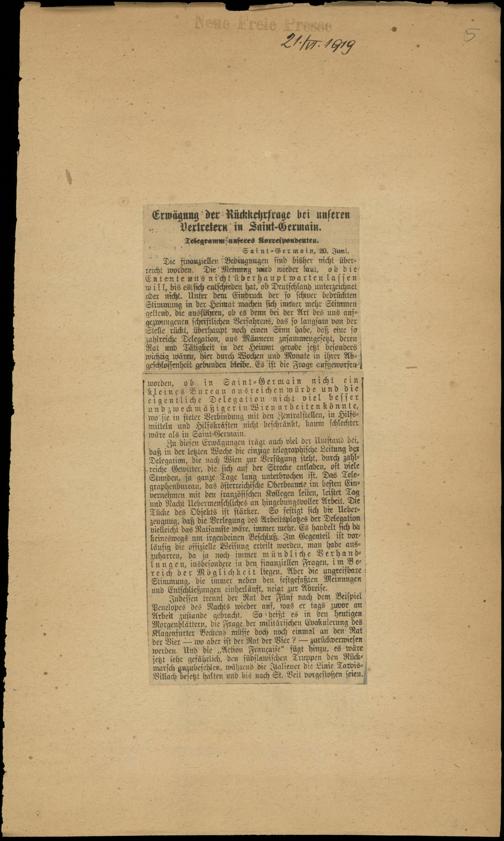 Neue Freie Presse
21/VI. 1919
5
Erwägung der Rückkehrfrage bei unseren
Vertretern in Saint-Germain.
Telegramm unseres Korrespondenten.
Saint-Germain, 20. Juni.
Die finanziellen Bedingungen sind bisher nicht über-
reicht worden. Die Meinung wird wieder laut, ob die
Entente uns nicht überhaupt warten lassen
will, bis es sich entschieden hat, ob Deutschland unterzeichnet
oder nicht. Unter dem Eindruck der so schwer bedrückten
Stimmung in der Heimat machen sich immer mehr Stimmen
geltend, die ausführen, ob es denn bei der Art des uns auf-
gezwungenen schriftlichen Verfahrens, das so langsam von der
Stelle rückt, überhaupt noch einen Sinn habe, daß eine so
zahlreiche Delegation, aus Männern zusammengesetzt, deren
Rat und Tätigkeit in der Heimat gerade jetzt besonders
wichtig wären, hier durch Wochen und Monate in ihrer Ab-
geschlossenheit gebunden bleibe. Es ist die Frage aufgeworfen
worden, ob in Saint-Germain nicht ein
kleines Bureau ausreichen würde und die
eigentliche Delegation nicht viel besser
und zweckmäßiger in Wien arbeiten könnte,
wo sie in steter Verbindung mit den Zentralstellen, in Hilfs-
mitteln und Hilfskräften nicht beschränkt, kaum schlechter
wäre als in Saint-Germain.
Zu diesen Erwägungen trägt auch viel der Umstand bei,
daß in der letzten Woche die einzige telegraphische Leitung der
Delegation, die nach Wien zur Verfügung steht, durch zahl-
reiche Gewitter, die sich auf der Strecke entladen, oft viele
Stunden, ja ganze Tage lang unterbrochen ist. Das Tele-
graphenbureau, das österreichische Oberbeamte im besten Ein-
vernehmen mit den französischen Kollegen leiten, leistet Tag
und Nacht Uebermenschliches an hingebungsvoller Arbeit. Die
Tücke des Objekts ist stärker. So festigt sich die Ueber-
zeugung, daß die Verlegung des Arbeitsplatzes der Delegation
vielleicht das Ratsamste wäre, immer mehr. Es handelt sich da
keineswegs um irgendeinen Beschluß. Im Gegenteil ist vor-
läufig die offizielle Weisung erteilt worden, man habe aus-
zuharren, da ja noch immer mündliche Verhand-
lungen, insbesondere in den finanziellen Fragen, im Be-
reich der Möglichkeit liegen. Aber die ungreifbare
Stimmung, die immer neben den festgesetzten Meinungen
und Entschließungen einherläuft, neigt zur Abreise.
Indessen trennt der Rat der Fünf nach dem Beispiel
Penelopes des Nachts wieder auf, was er tags zuvor an
Arbeit zustande gebracht. So heißt es in den heutigen
Morgenblättern, die Frage der militärischen Evakuierung des
Klagenfurter Beckens müsse doch noch einmal an den Rat
der Vier — wo aber ist der Rat der Vier? — zurückverwiesen
werden. Und die „Action Française" fügt hinzu, es wäre
jetzt sehr gefährlich, den südslawischen Truppen den Rück-
marsch anzubefehlen, während die Italiener die Linie Tarvis-
Villach besetzt halten und bis nach St. Veit vorgestoßen seien.